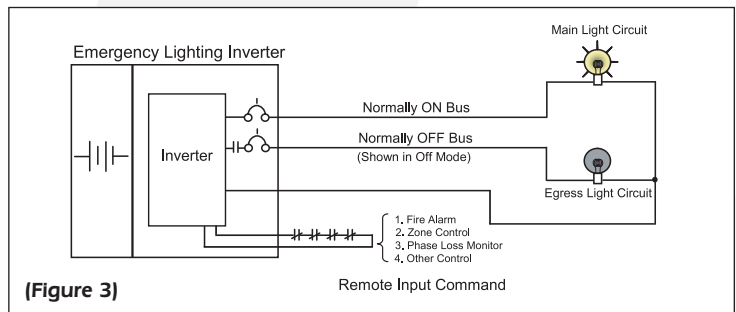 Main Light Circuit
Emergency Lighting Inverter
Normally ON Bus
Normally OFF Bus
(Shown in Off Mode)
Inverter
Egress Light Circuit
1. Fire Alarm
2. Zone Control
3. Phase Loss Monitor
4. Other Control
(Figure 3)
Remote Input Command